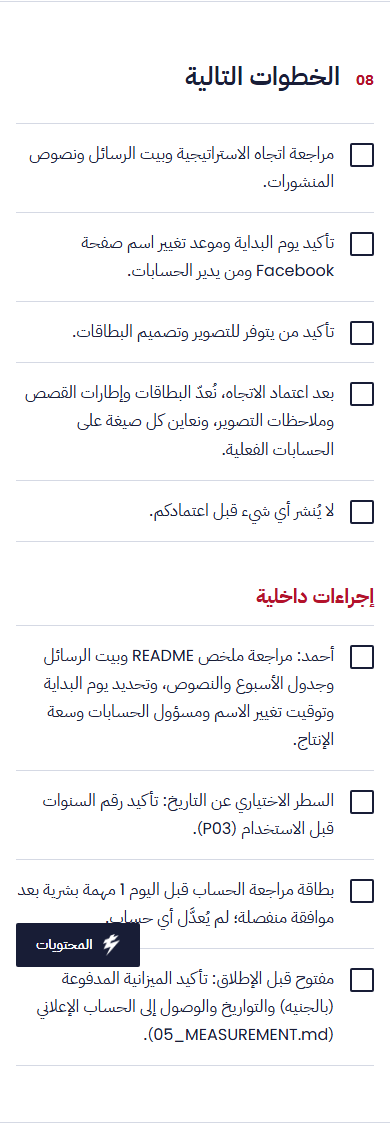 08 الخطوات التالية
مراجعة اتجاه الاستراتيجية وبيت الرسائل ونصوص
المنشورات.
تأكيد يوم البداية وموعد تغيير اسم صفحة
Facebook ومن يدير الحسابات.
تأكيد من يتوفر للتصوير وتصميم البطاقات.
بعد اعتماد الاتجاه، نُعدّ البطاقات وإطارات القصص
وملاحظات التصوير، ونعاين كل صيغة على
الحسابات الفعلية.
لا يُنشر أي شيء قبل اعتمادكم.
إجراءات داخلية
أحمد: مراجعة ملخص README وبيت الرسائل
وجدول الأسبوع والنصوص، وتحديد يوم البداية
وتوقيت تغيير الاسم ومسؤول الحسابات وسعة
الإنتاج.
السطر الاختياري عن التاريخ: تأكيد رقم السنوات
قبل الاستخدام (P03).
بطاقة مراجعة الحساب قبل اليوم 1 مهمة بشرية بعد
موافقة منفصلة؛ لم يُعدَّل أي حساب.
المحتويات
مفتوح قبل الإطلاق: تأكيد الميزانية المدفوعة
(بالجنيه) والتواريخ والوصول إلى الحساب الإعلاني
(05_MEASUREMENT.md).